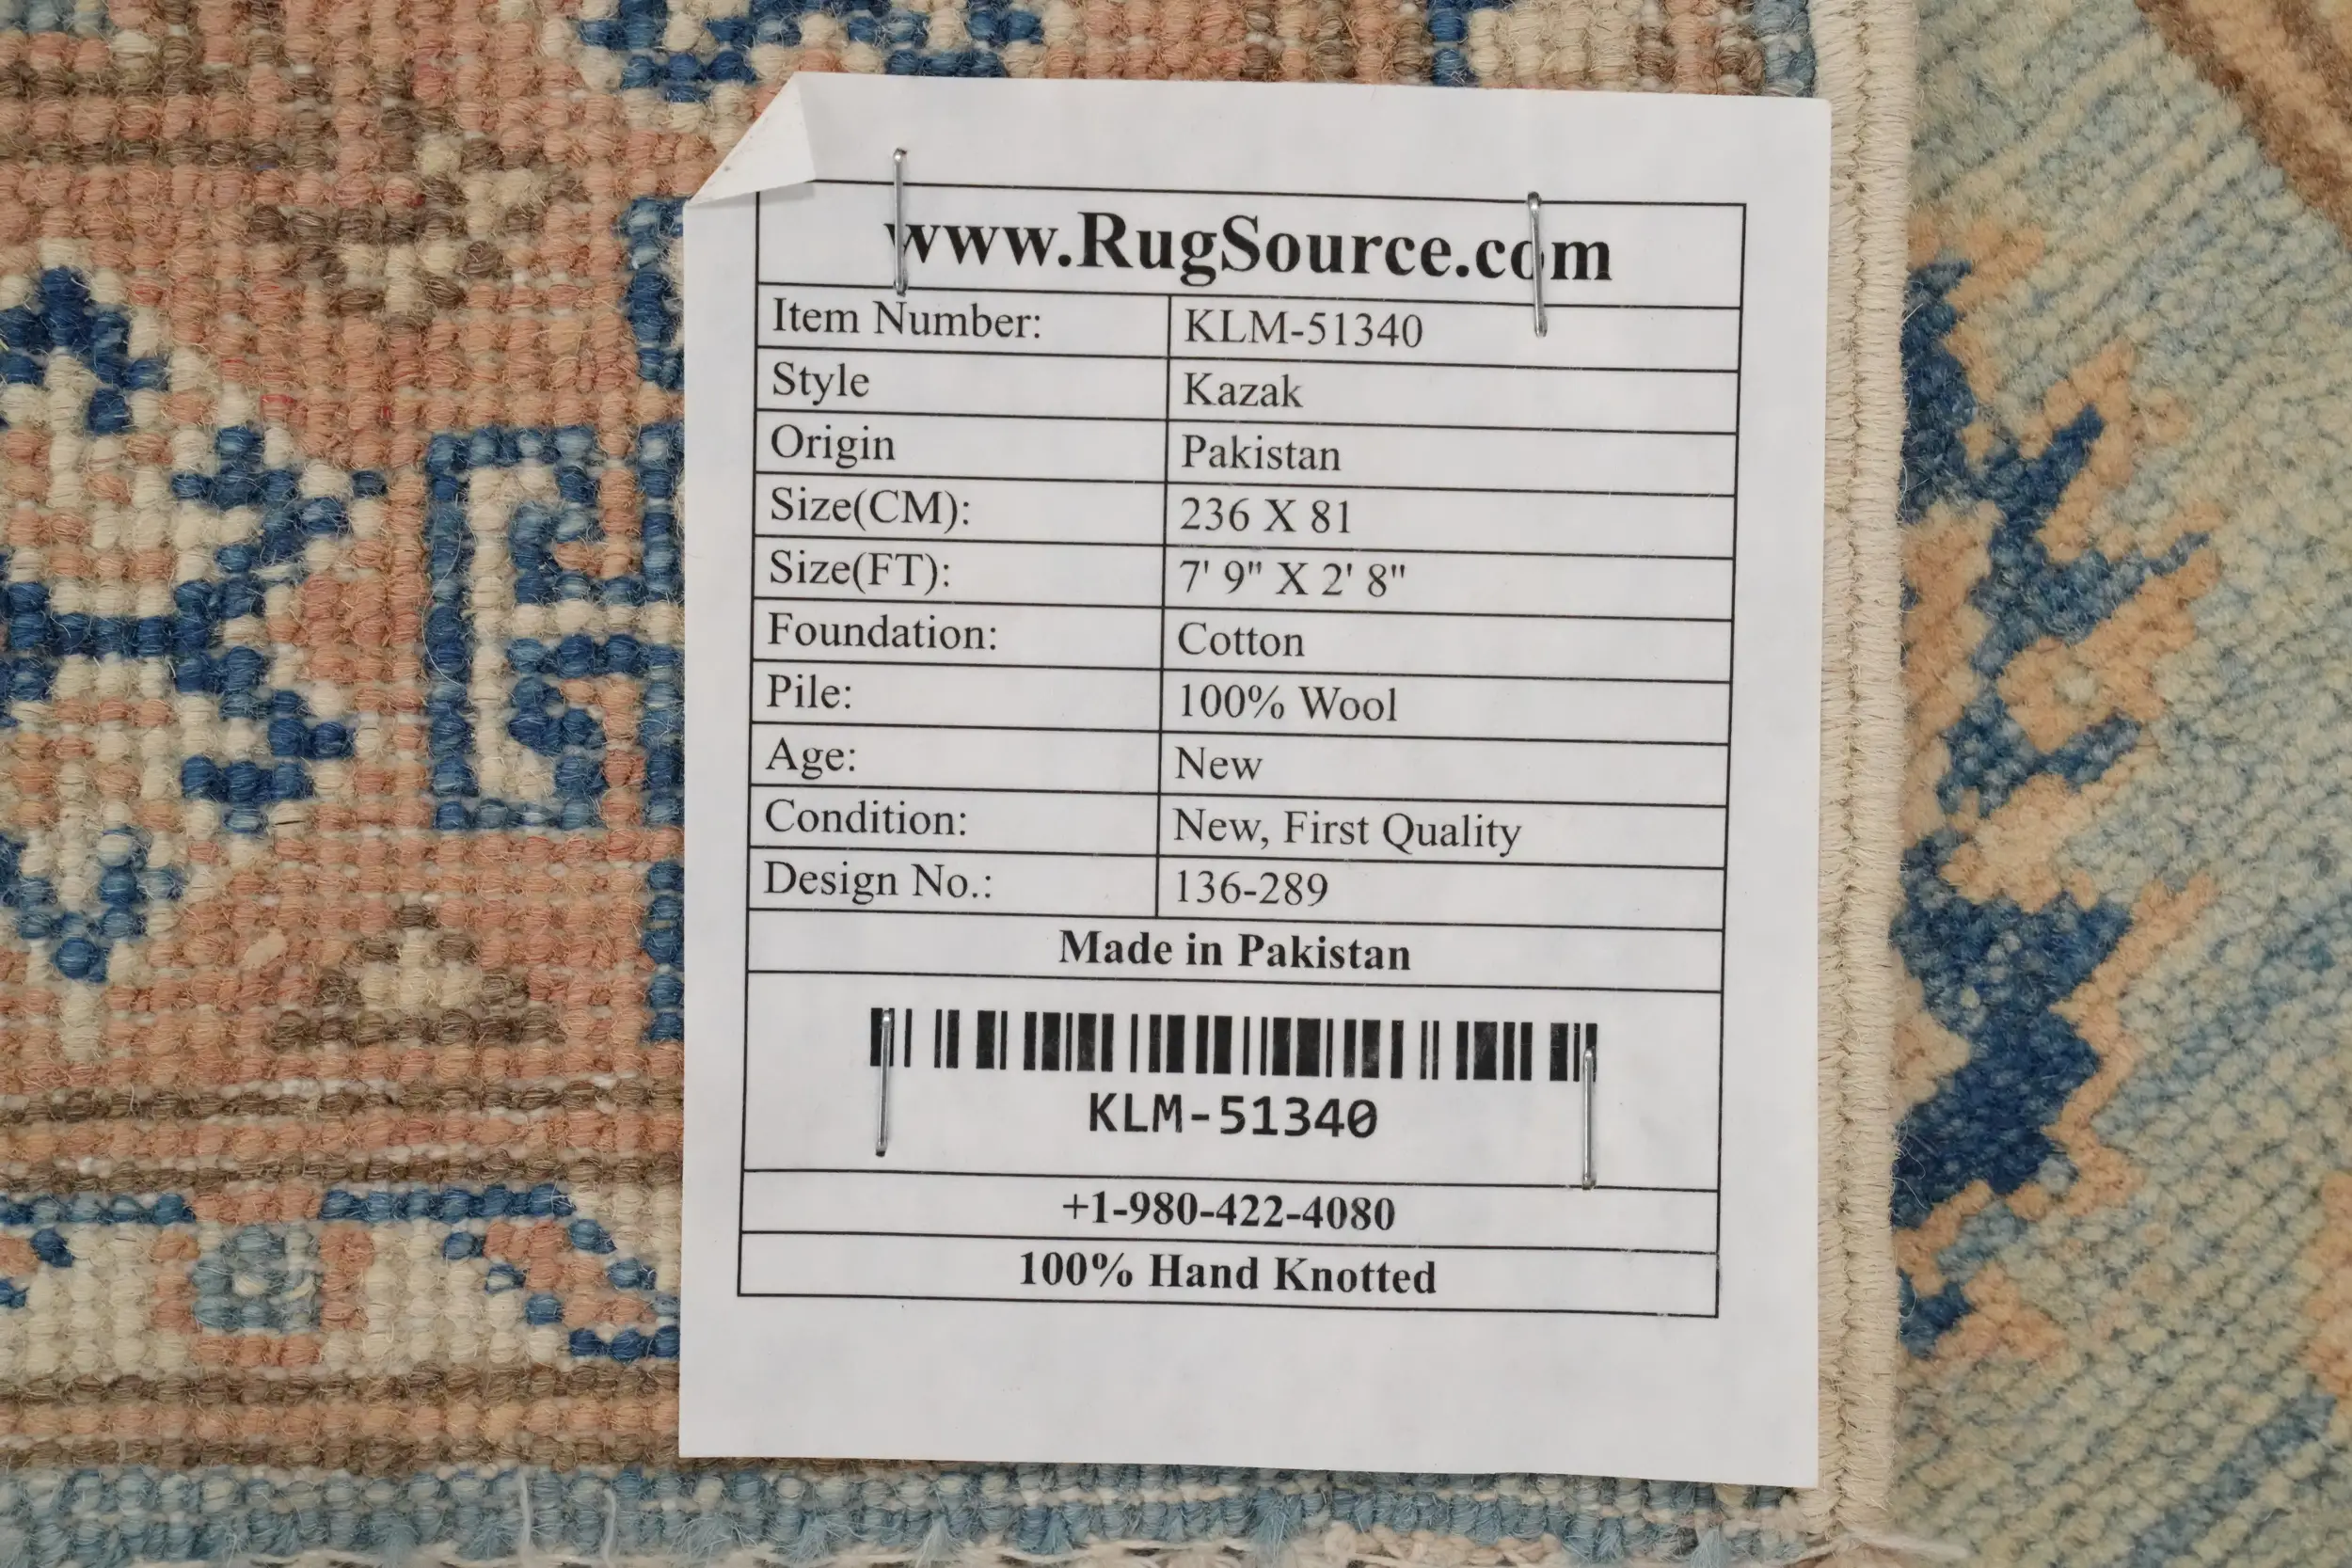 www.RugSource.com
Item Number: KLM-51340
Style Kazak
Origin Pakistan
Size(CM): 236 X 81
Size(FT): 7' 9" X 2' 8"
Foundation: Cotton
Pile: 100% Wool
Age: New
Condition: New, First Quality
Design No.: 136-289
Made in Pakistan
KLM-51340
+1-980-422-4080
100% Hand Knotted